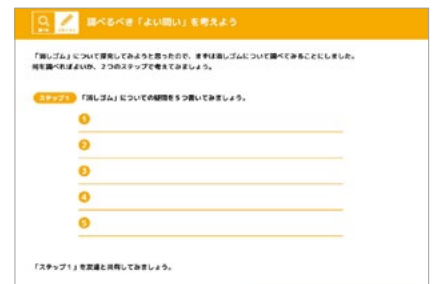 調べるべき「よい問い」を考えよう
「消しゴム」について探究してみようと思ったので、まずは消しゴムについて調べてみることにしました。
何を調べればよいか、2つのステップで考えてみましょう。
ステップ1 「消しゴム」についての疑問を5つ書いてみましょう。
1
2
3
4
5
「ステップ1」を友達と共有してみましょう。